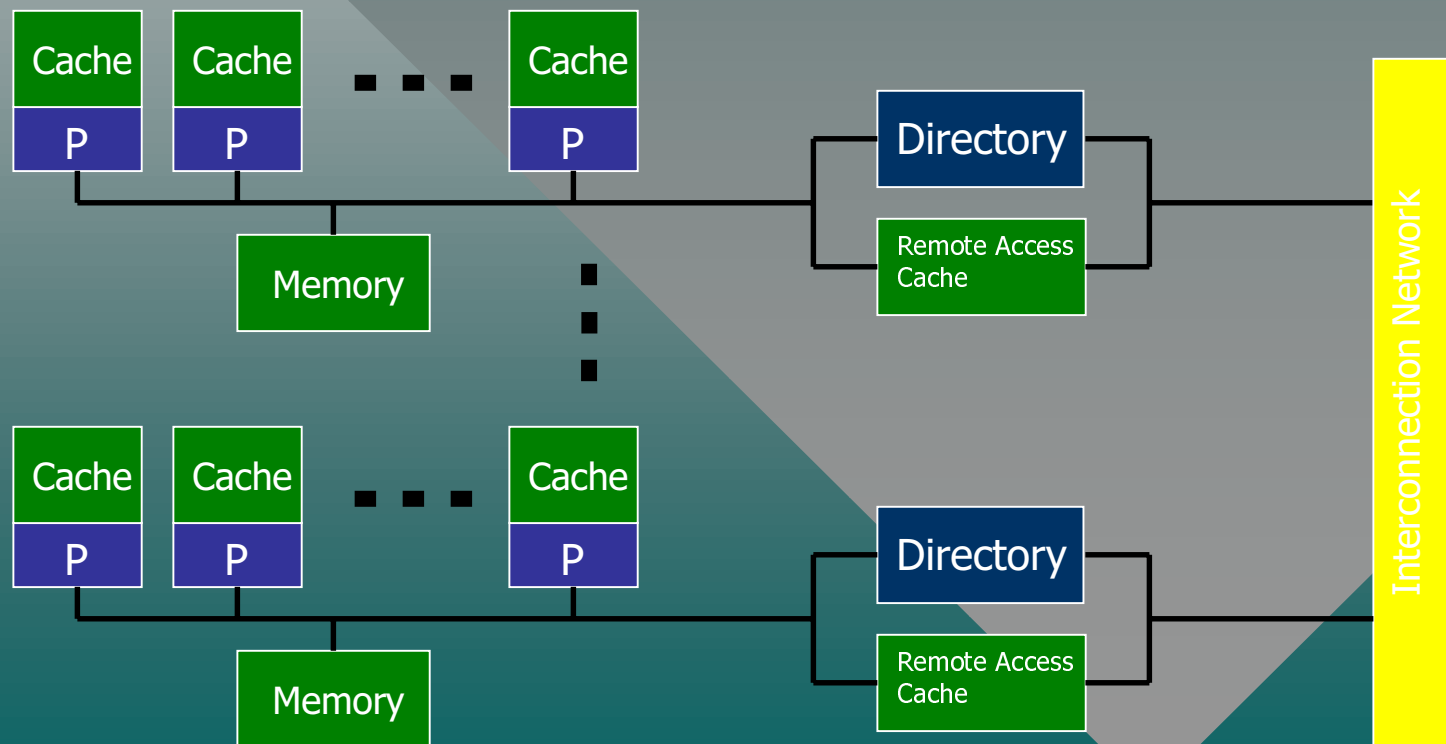 Cache
Cache
Cache
P
P
P
Directory
Remote Access
Cache
Memory
Interconnection Network
Cache
Cache
Cache
P
P
P
Directory
Remote Access
Cache
Memory